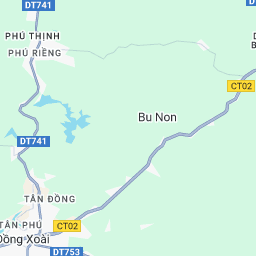 DT741
PHÚ THỊNH
PHÚ RIỀNG
CT02
Bu Non
DT741
TÂN ĐỒNG
TÂN PHÚ
CT02
Đồng Xoài
DT753